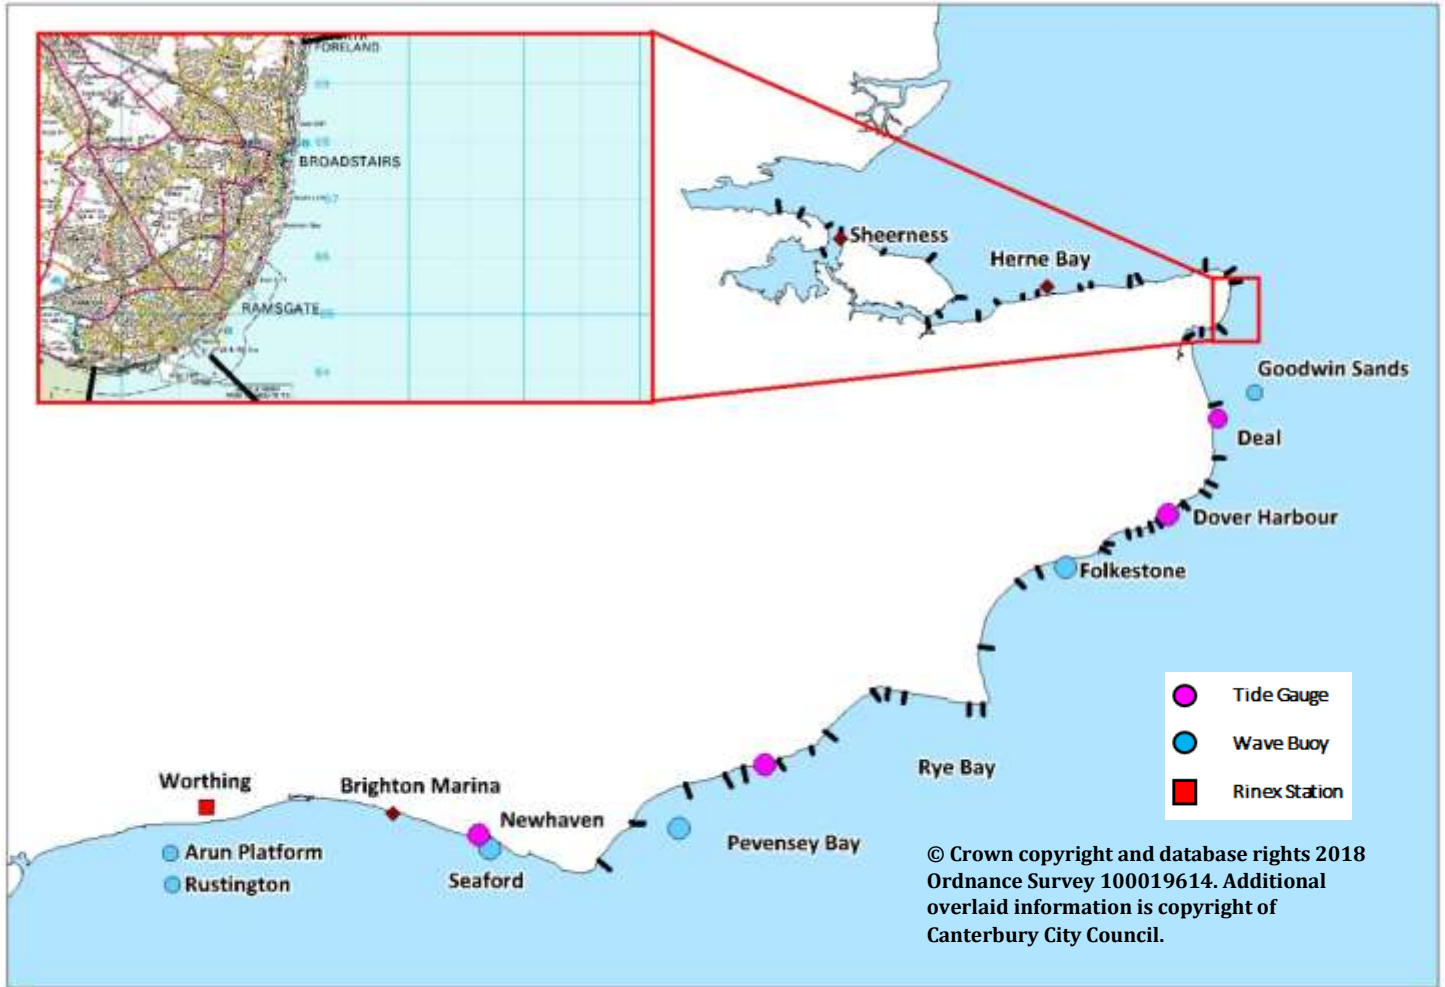 FORELAND
BROADSTAIRS
RAMSGATE
Sheerness
Herne Bay
Goodwin Sands
Deal
Dover Harbour
Folkestone
Rye Bay
Pevensey Bay
Worthing
Brighton Marina
Newhaven
Seaford
Arun Platform
Rustington
Tide Gauge
Wave Buoy
Rinex Station
© Crown copyright and database rights 2018
Ordnance Survey 100019614. Additional
overlaid information is copyright of
Canterbury City Council.